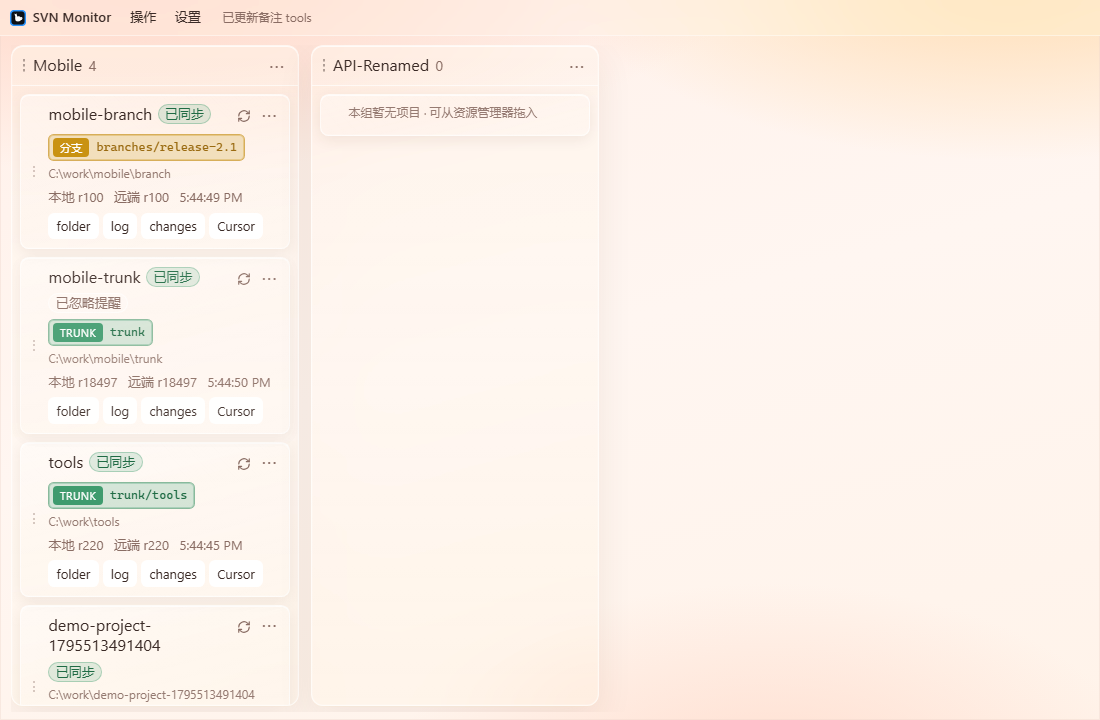 SVN Monitor 操作 设置 已更新备注 tools
Mobile 4 ...
mobile-branch 已同步 ...
分支 branches/release-2.1
C:\work\mobile\branch
本地 r100 远端 r100 5:44:49 PM
folder log changes Cursor
mobile-trunk 已同步 ...
已忽略提醒
TRUNK trunk
C:\work\mobile\trunk
本地 r18497 远端 r18497 5:44:50 PM
folder log changes Cursor
tools 已同步 ...
TRUNK trunk/tools
C:\work\tools
本地 r220 远端 r220 5:44:45 PM
folder log changes Cursor
demo-project-
1795513491404 ...
已同步
C:\work\demo-project-1795513491404
API-Renamed 0 ...
本组暂无项目 · 可从资源管理器拖入